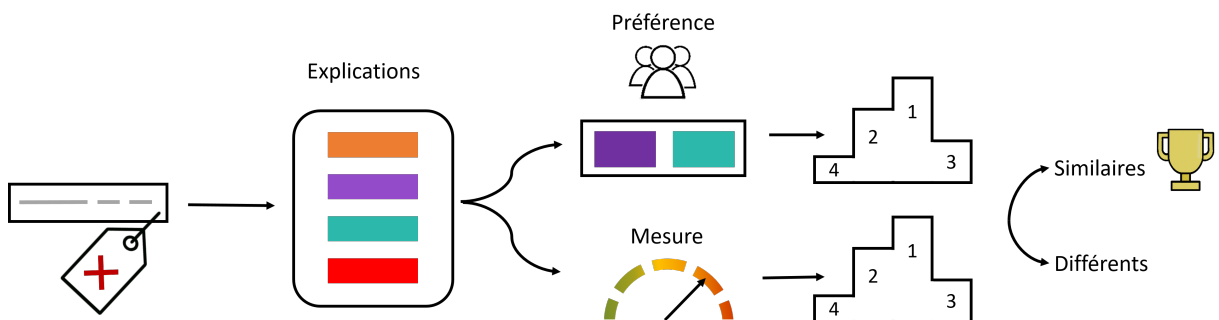 Préférence
Explications
1
2
3
4
Similaires
Mesure
Différents
1
2
3
4